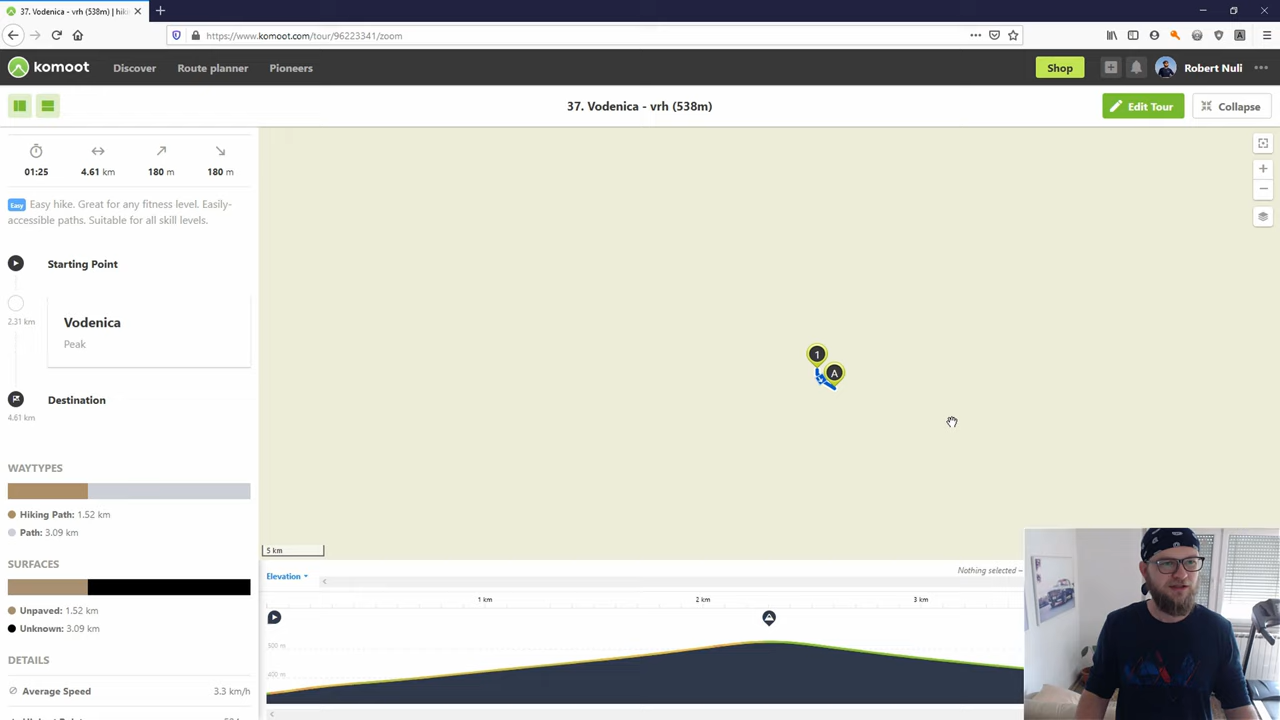 37. Vodenica - vrh (538m) | hik
https://www.komoot.com/tour/96223341/zoom
komoot
Discover
Route planner
Pioneers
Shop
Robert Nuli
37. Vodenica - vrh (538m)
Edit Tour
Collapse
01:25
4.61 km
180 m
180 m
Easy
Easy hike. Great for any fitness level. Easily-
accessible paths. Suitable for all skill levels.
Starting Point
Vodenica
2.31 km
Peak
Destination
4.61 km
WAYTYPES
Hiking Path: 1.52 km
Path: 3.09 km
SURFACES
Unpaved: 1.52 km
Unknown: 3.09 km
DETAILS
Average Speed
3.3 km/h
1
A
5 km
Elevation
Nothing selected –
1 km
2 km
3 km
500 m
400 m